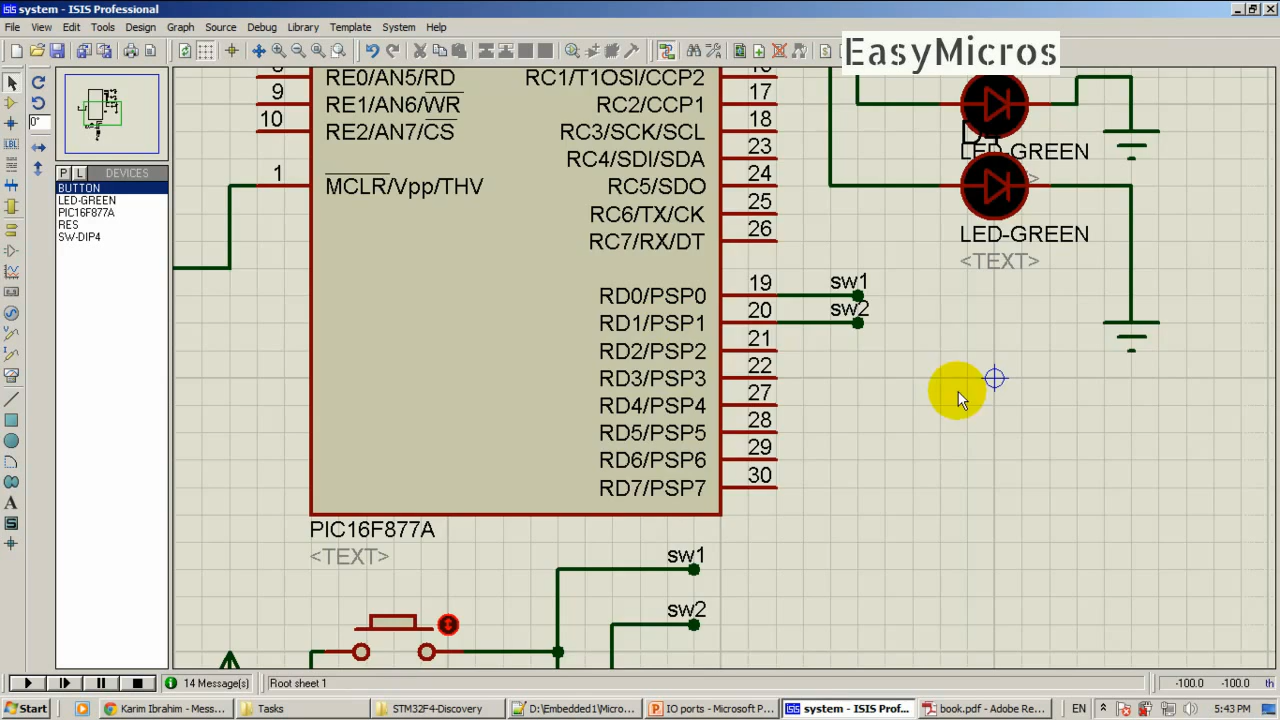 system - ISIS Professional
File View Edit Tools Design Graph Source Debug Library Template System Help
EasyMicros
0°
P L DEVICES
BUTTON
LED-GREEN
PIC16F877A
RES
SW-DIP4
RE0/AN5/RD
9 RE1/AN6/WR
10 RE2/AN7/CS
1 MCLR/Vpp/THV
RC1/T1OSI/CCP2
RC2/CCP1 17
RC3/SCK/SCL 18
RC4/SDI/SDA 23
RC5/SDO 24
RC6/TX/CK 25
RC7/RX/DT 26
RD0/PSP0 19 sw1
RD1/PSP1 20 sw2
RD2/PSP2 21
RD3/PSP3 22
RD4/PSP4 27
RD5/PSP5 28
RD6/PSP6 29
RD7/PSP7 30
LED-GREEN
LED-GREEN
<TEXT>
PIC16F877A
<TEXT>
sw1
sw2
14 Message(s) Root sheet 1 -100.0 -100.0 th
Start Karim Ibrahim - Mess... Tasks STM32F4-Discovery D:\Embedded1\Micro... IO ports - Microsoft P... system - ISIS Prof... book.pdf - Adobe Re... EN 5:43 PM